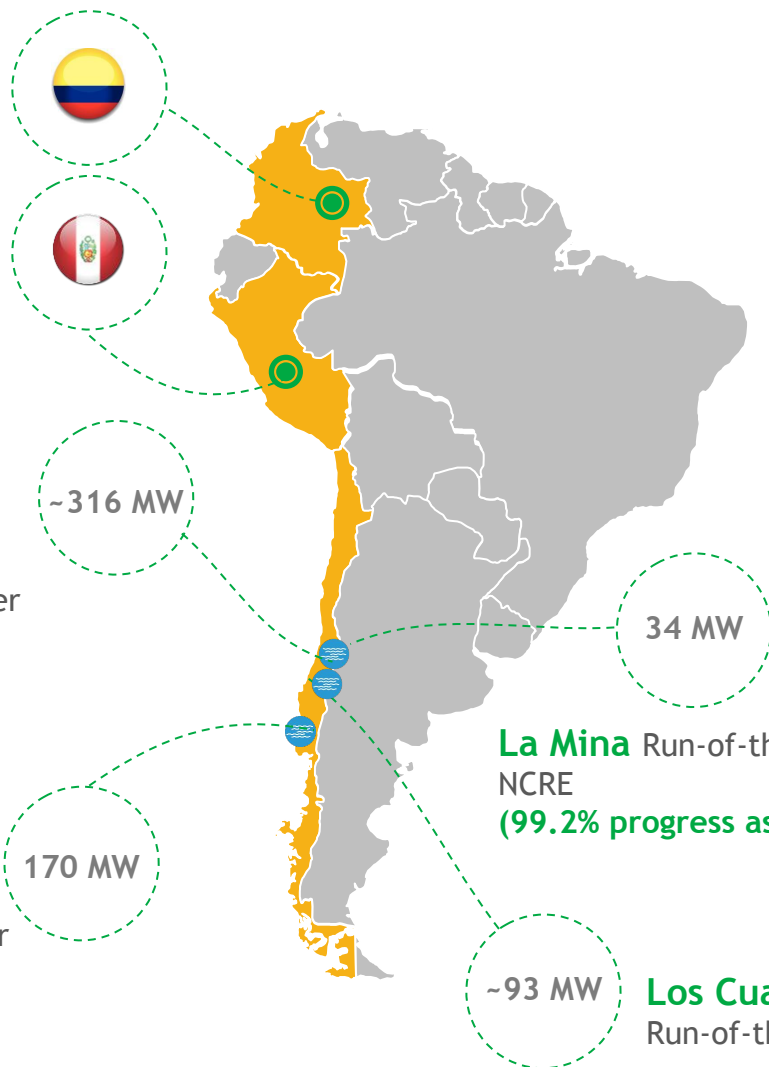 ~316 MW
34 MW
La Mina Run-of-th
NCRE
(99.2% progress as
170 MW
~93 MW
Los Cua
Run-of-th